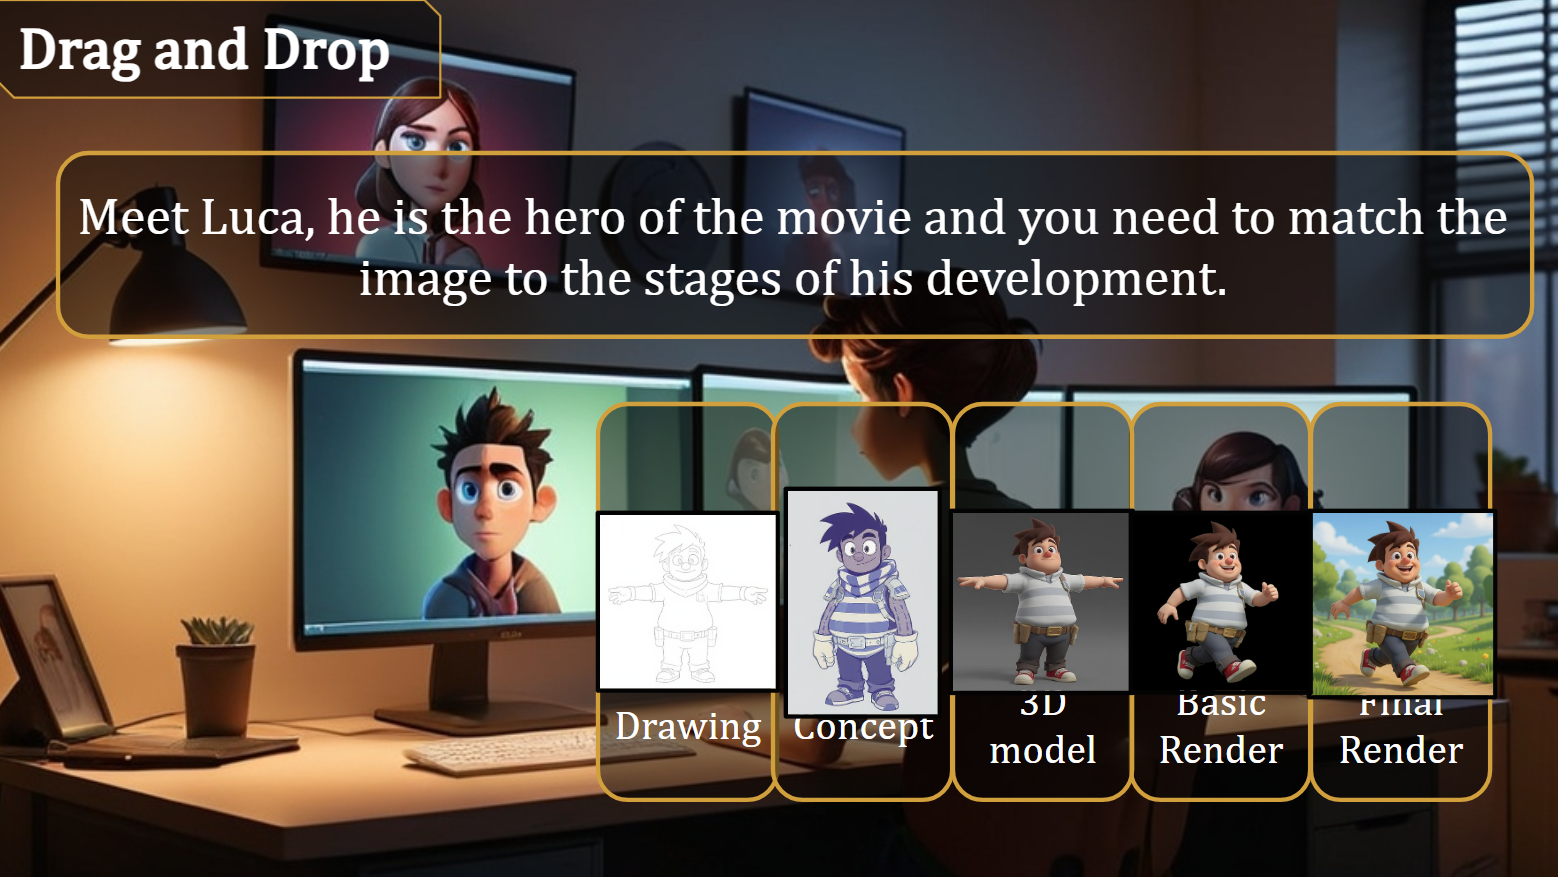 Drag and Drop
Meet Luca, he is the hero of the movie and you need to match the
image to the stages of his development.
Drawing
Concept
3D
model
Basic
Render
Final
Render